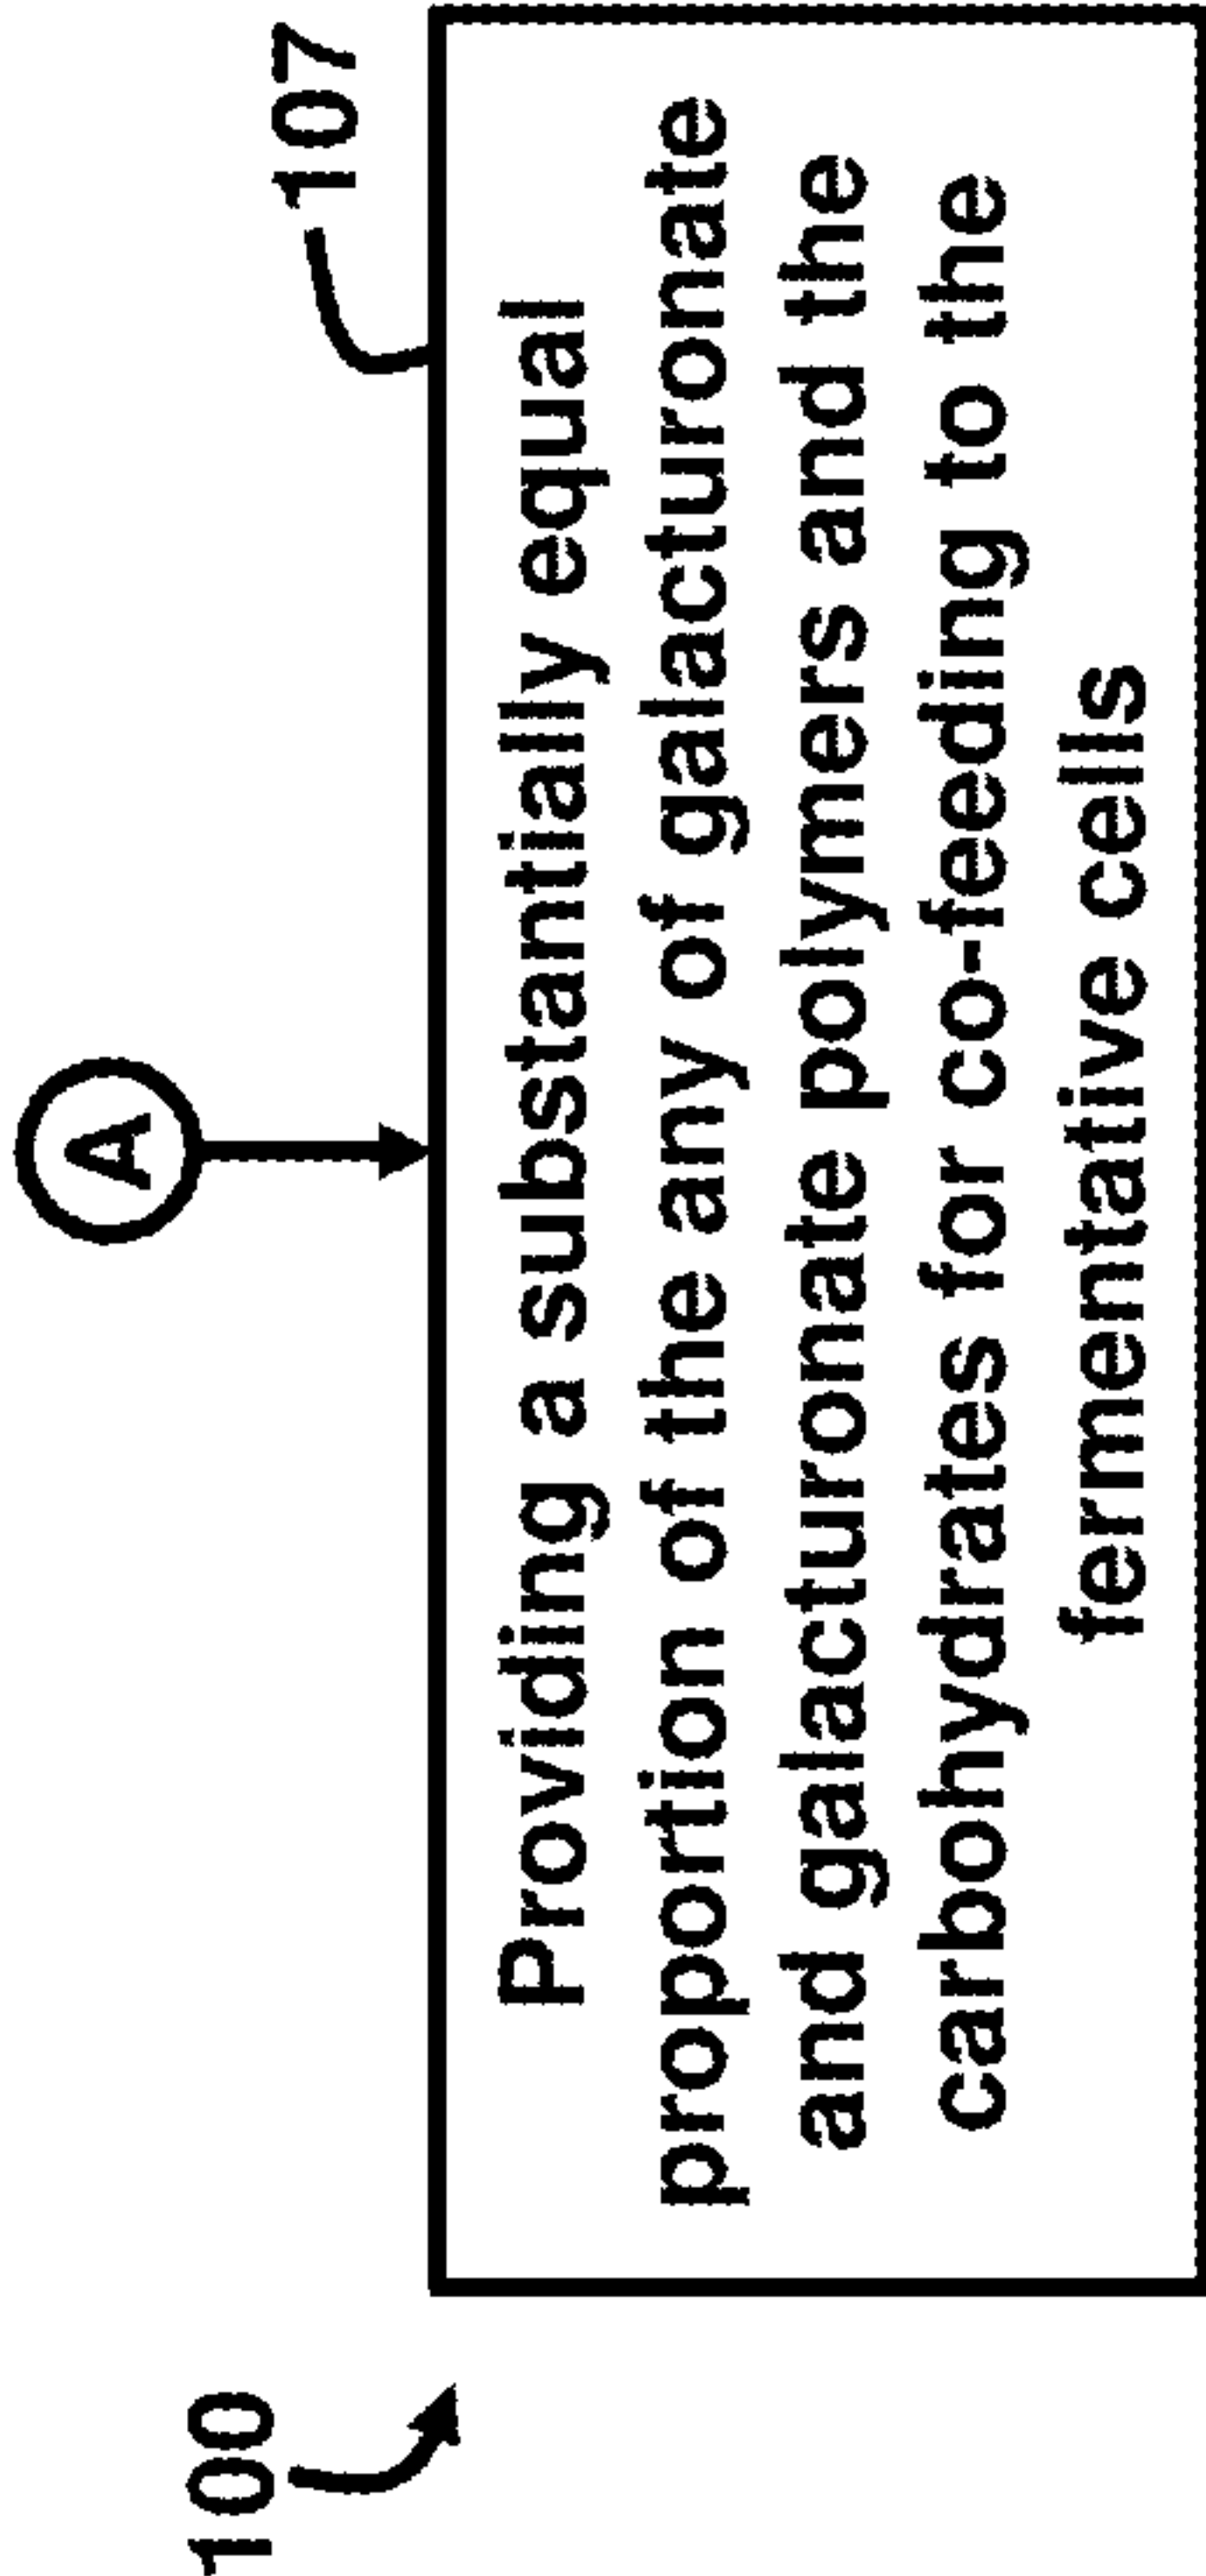 100
A
107
Providing a substantially equal
proportion of the any of galacturonate
and galacturonate polymers and the
carbohydrates for co-feeding to the
fermentative cells